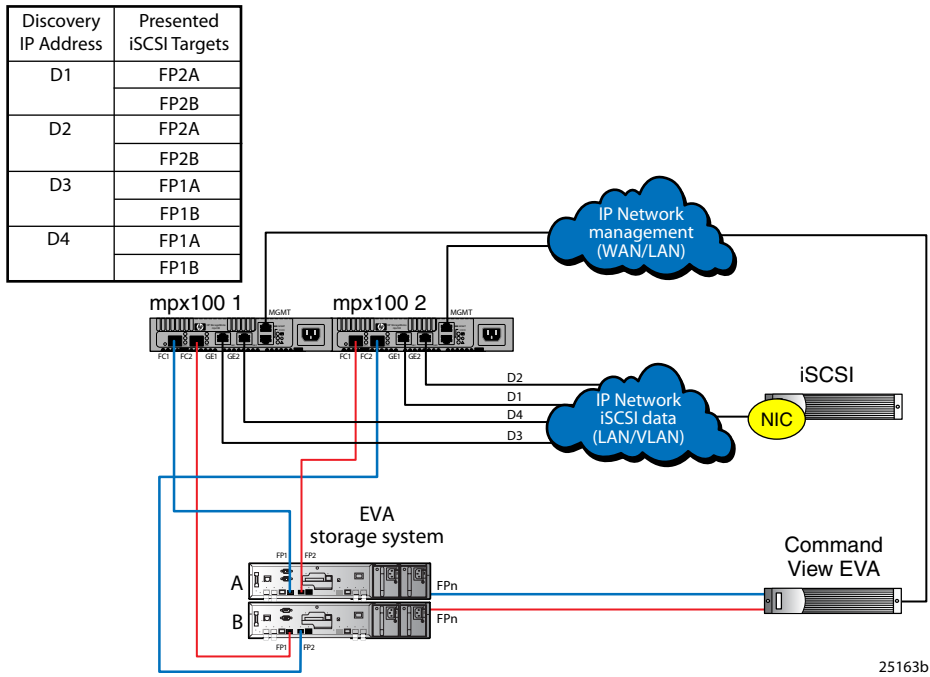 Discovery IP Address
Presented iSCSI Targets
D1
FP2A
FP2B
D2
FP2A
FP2B
D3
FP1A
FP1B
D4
FP1A
FP1B
IP Network
management
(WAN/LAN)
mpx100 1
mpx100 2
MGMT
MGMT
FC1
FC2
GE1
GE2
FC1
FC2
GE1
GE2
D2
D1
D4
D3
IP Network
iSCSI data
(LAN/VLAN)
iSCSI
NIC
EVA
storage system
FP1
FP2
A
FPn
B
FPn
FP1
FP2
Command
View EVA
25163b